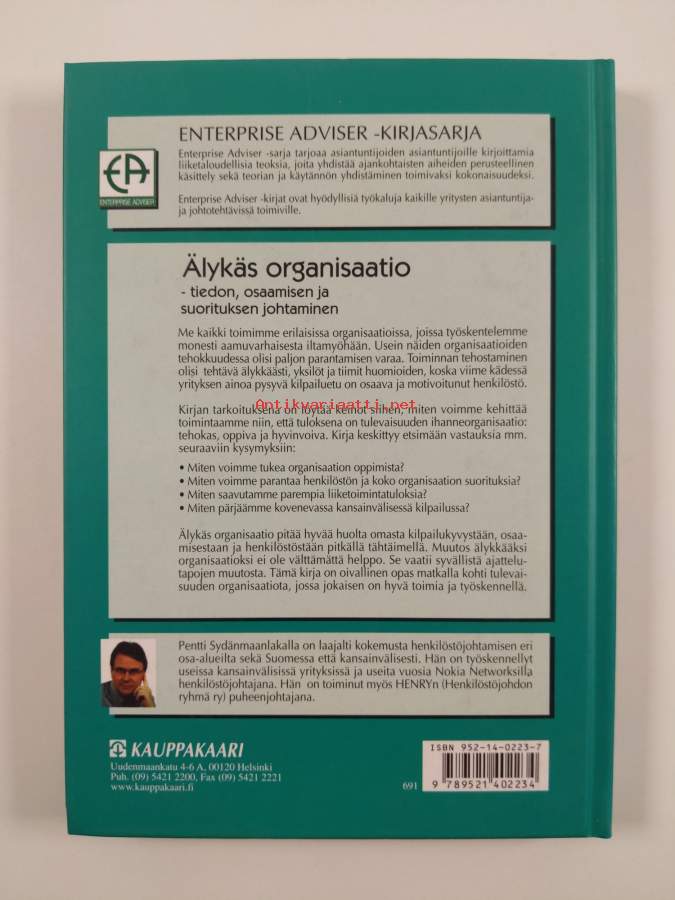 ENTERPRISE ADVISER -KIRJASARJA
Enterprise Adviser -sarja tarjoaa asiantuntijoiden asiantuntijoille kirjoittamia
liiketaloudellisia teoksia, joita yhdistää ajankohtaisten aiheiden perusteellinen
käsittely sekä teorian ja käytännön yhdistäminen toimivaksi kokonaisuudeksi.
Enterprise Adviser -kirjat ovat hyödyllisiä työkaluja kaikille yritysten asiantuntija-
ja johtotehtävissä toimiville.
EA
ENTERPRISE ADVISER
Älykäs organisaatio
- tiedon, osaamisen ja
suorituksen johtaminen
Me kaikki toimimme erilaisissa organisaatioissa, joissa työskentelemme
monesti aamuvarhaisesta iltamyöhään. Usein näiden organisaatioiden
tehokkuudessa olisi paljon parantamisen varaa. Toiminnan tehostaminen
olisi tehtävä älykkäästi, yksilöt ja tiimit huomioiden, koska viime kädessä
yrityksen ainoa pysyvä kilpailuetu on osaava ja motivoitunut henkilöstö.
Antikvariaatti.net
Kirjan tarkoituksena on löytää keinot siihen, miten voimme kehittää
toimintaamme niin, että tuloksena on tulevaisuuden ihanneorganisaatio:
tehokas, oppiva ja hyvinvoiva. Kirja keskittyy etsimään vastauksia mm.
seuraaviin kysymyksiin:
• Miten voimme tukea organisaation oppimista?
• Miten voimme parantaa henkilöstön ja koko organisaation suorituksia?
• Miten saavutamme parempia liiketoimintatuloksia?
• Miten pärjäämme kovenevassa kansainvälisessä kilpailussa?
Älykäs organisaatio pitää hyvää huolta omasta kilpailukyvystään, osaa-
misestaan ja henkilöstöstään pitkällä tähtäimellä. Muutos älykkääksi
organisaatioksi ei ole välttämättä helppo. Se vaatii syvällistä ajattelu-
tapojen muutosta. Tämä kirja on oivallinen opas matkalla kohti tulevai-
suuden organisaatiota, jossa jokaisen on hyvä toimia ja työskennellä.
Pentti Sydänmaanlakalla on laajalti kokemusta henkilöstöjohtamisen eri
osa-alueilta sekä Suomessa että kansainvälisesti. Hän on työskennellyt
useissa kansainvälisissä yrityksissä ja useita vuosia Nokia Networksilla
henkilöstöjohtajana. Hän on toiminut myös HENRYn (Henkilöstöjohdon
ryhmä ry) puheenjohtajana.
KAUPPAKAARI
Uudenmaankatu 4-6 A, 00120 Helsinki
Puh. (09) 5421 2200, Fax (09) 5421 2221
www.kauppakaari.fi
691
ISBN 952-14-0223-7
9 789521 402234